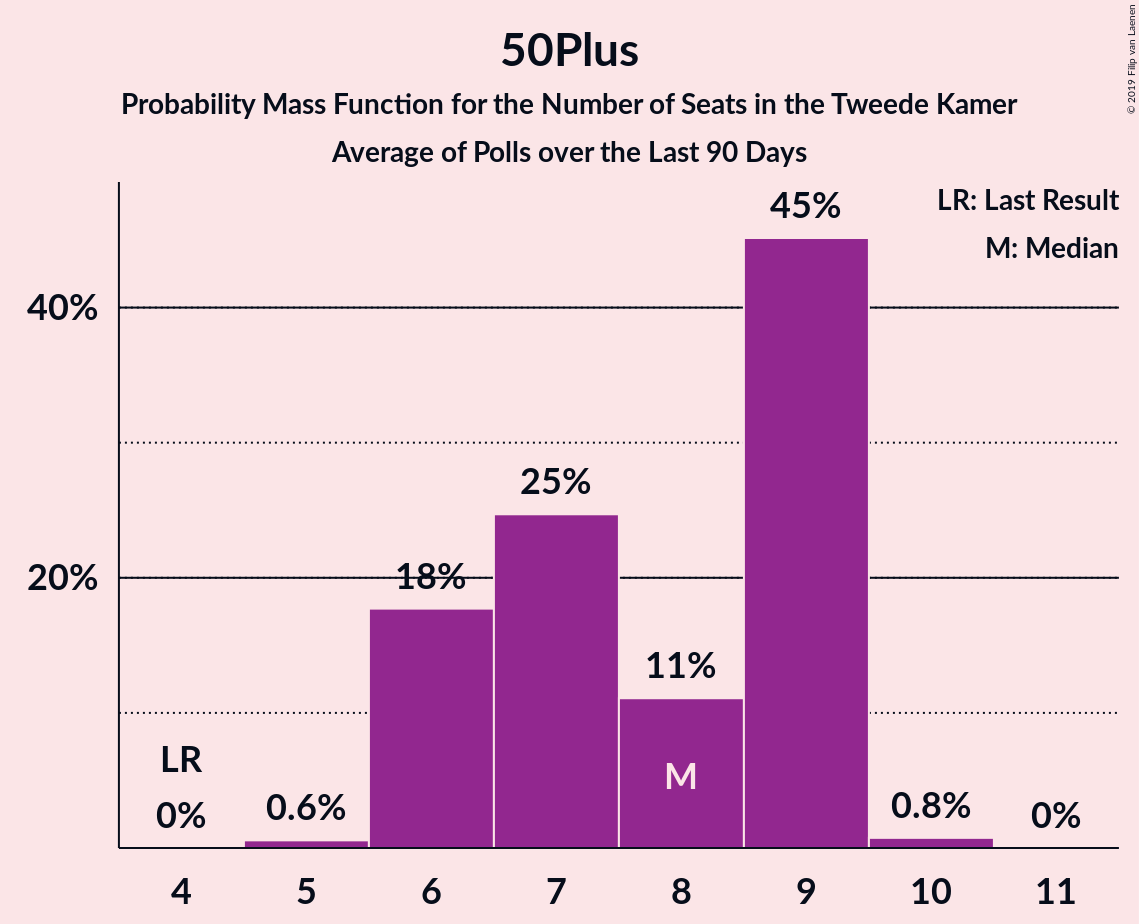 50Plus
Probability Mass Function for the Number of Seats in the Tweede Kamer
Average of Polls over the Last 90 Days
© 2019 Filip van Laenen
LR: Last Result
M: Median
40%
20%
LR
0%
0.6%
18%
25%
11%
M
45%
0.8%
0%
4 5 6 7 8 9 10 11